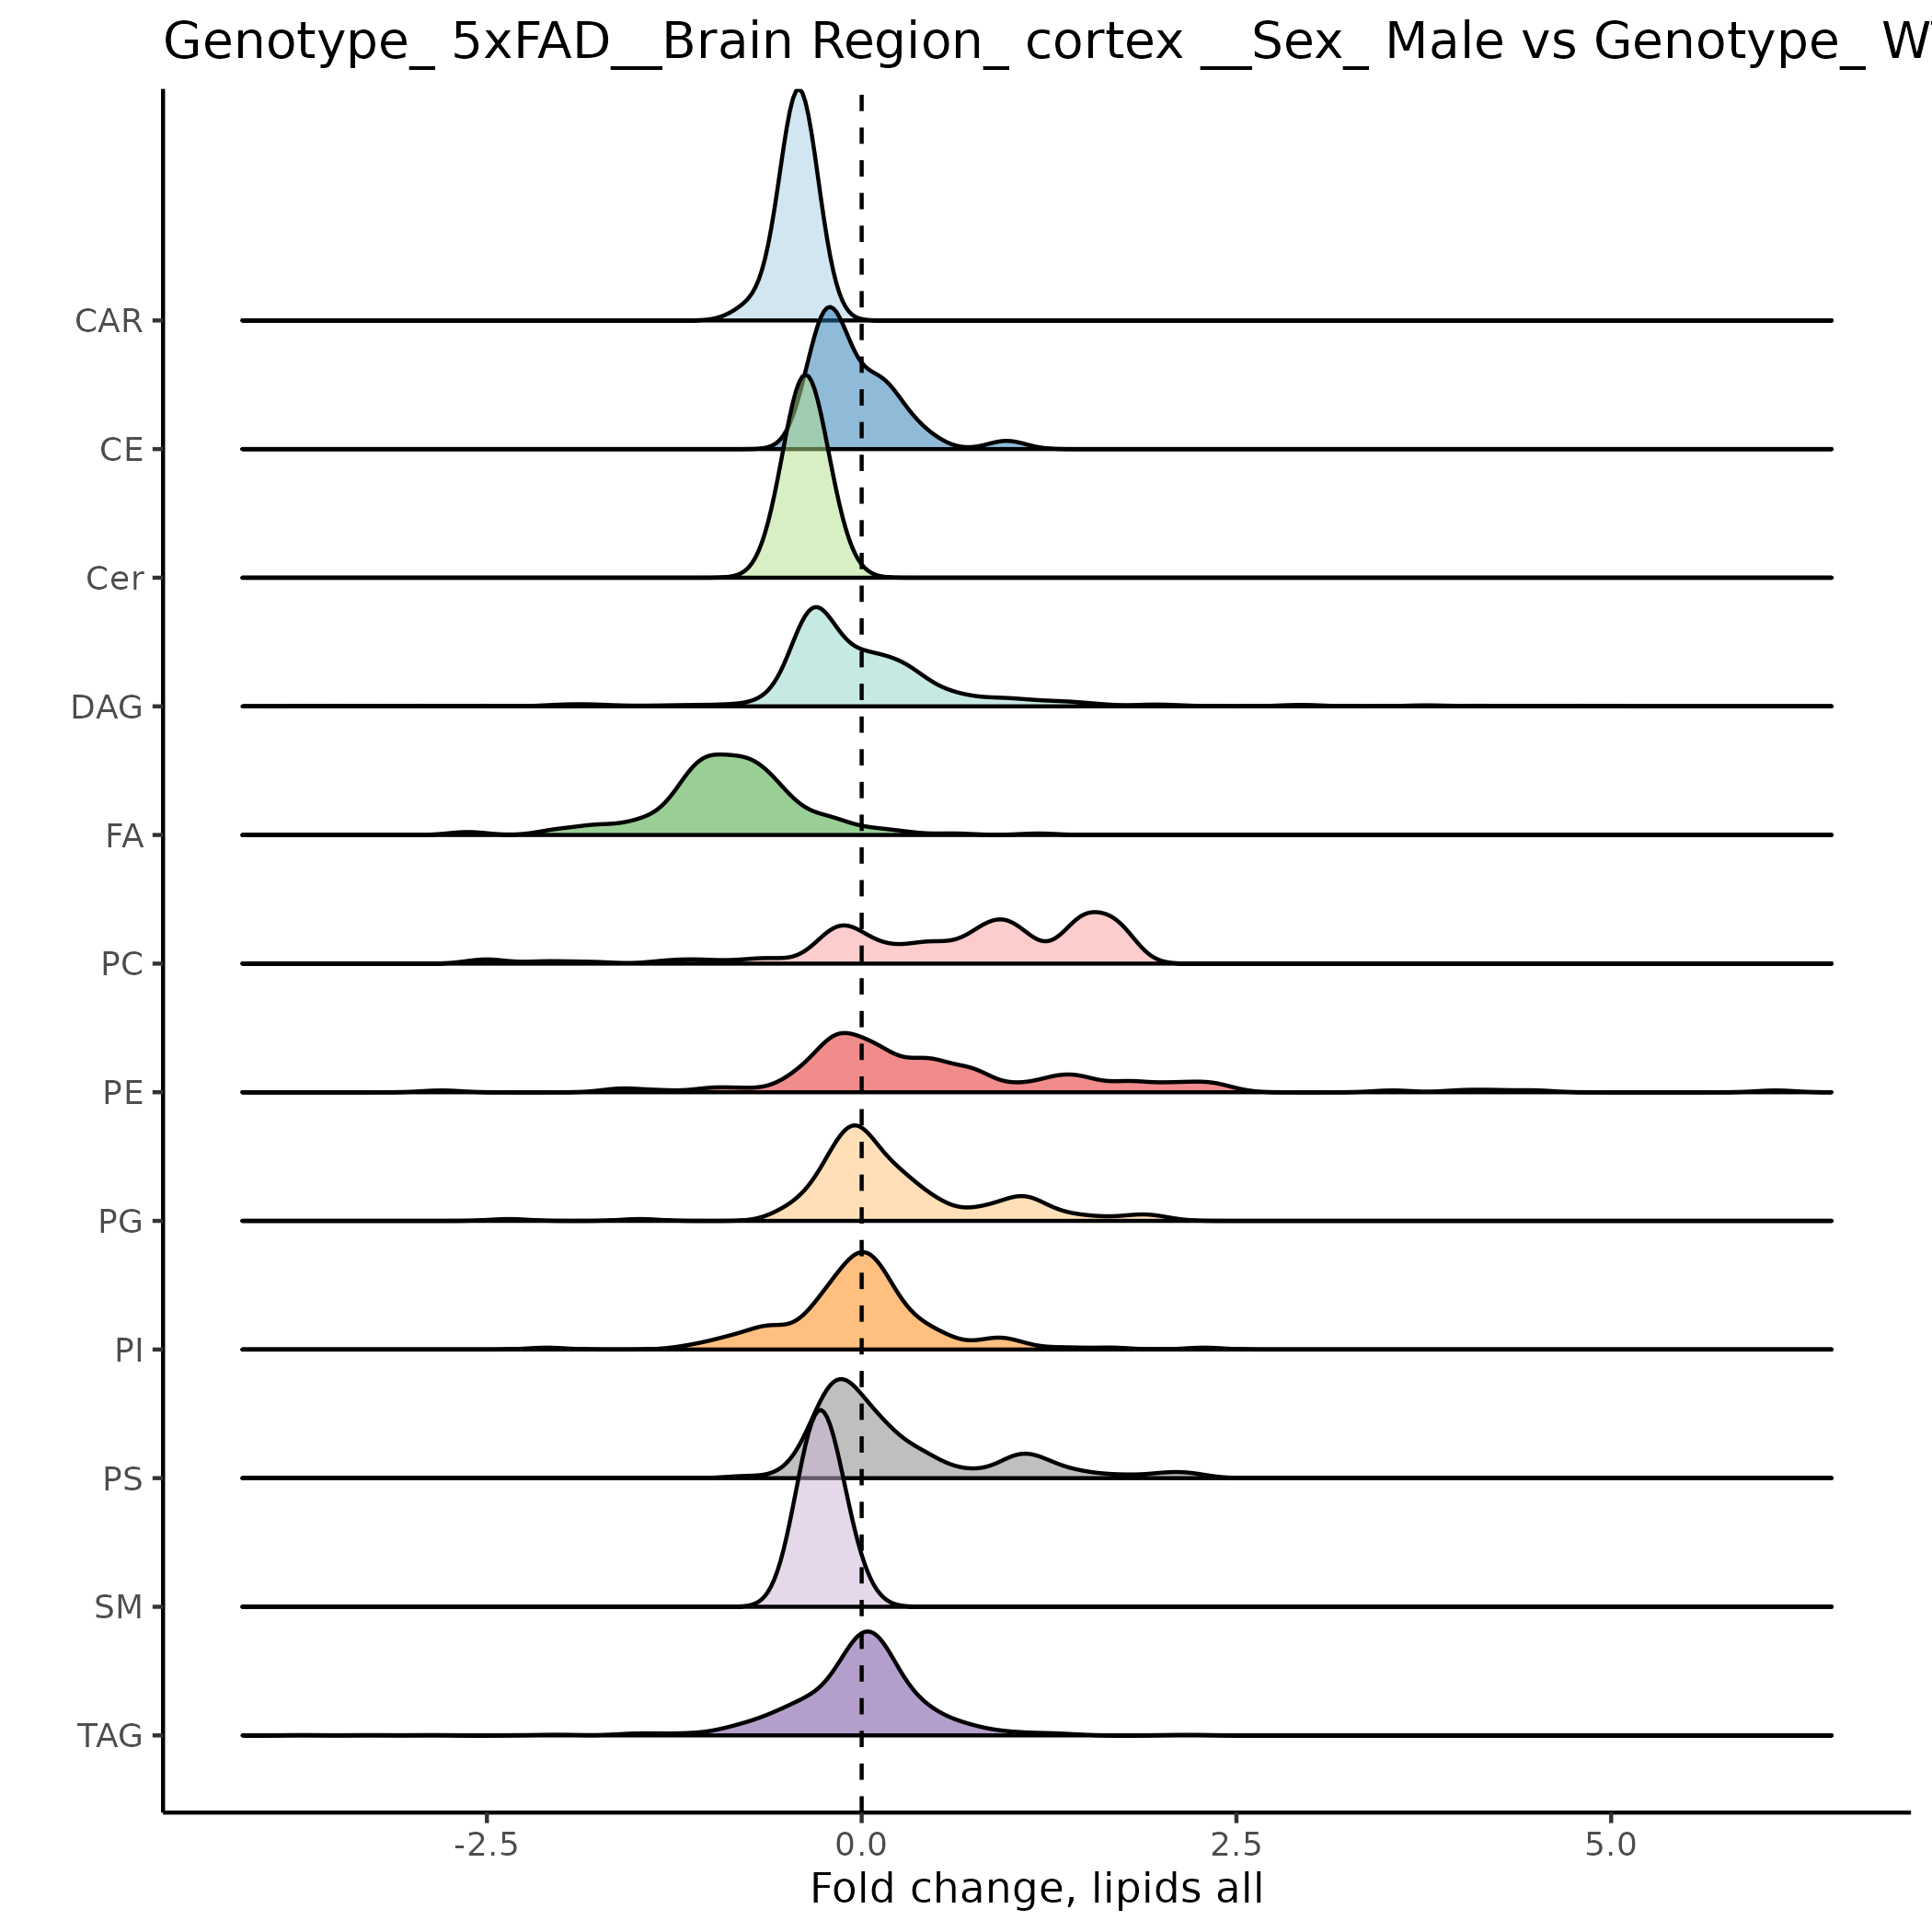 Genotype_ 5xFAD__Brain Region_ cortex __Sex_ Male vs Genotype_
CAR
CE
Cer
DAG
FA
PC
PE
PG
PI
PS
SM
TAG
-2.5 0.0 2.5 5.0
Fold change, lipids all